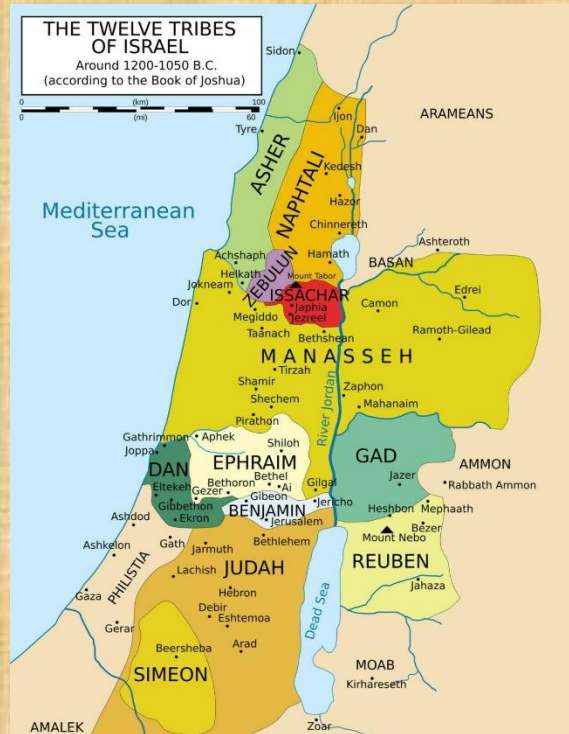 THE TWELVE TRIBES
OF ISRAEL
Around 1200-1050 B.C.
(according to the Book of Joshua)
0 (km) 100
0 (mi) 60
Sidon
Tyre
Ijon
Dan
ARAMEANS
ASHER
NAPHTALI
Kedesh
Hazor
Mediterranean
Sea
Chinnereth
Achshaph
Hamath
Ashteroth
BASAN
Helkath
ZEBULUN
Mount Tabor
Jokneam
ISSACHAR
Edrei
Dor
Japhia
Camon
Megiddo
Jezreel
Taanach
Bethshean
Ramoth-Gilead
MANASSEH
Tirzah
Shamir
Zaphon
Shechem
Mahanaim
Pirathon
River Jordan
Gathrimmon
Aphek
Joppa
Shiloh
DAN
EPHRAIM
GAD
AMMON
Eltekeh
Bethoron
Bethel
Ai
Gilgal
Jazer
Rabbath Ammon
Gezer
Gibbethon
Gibeon
Jericho
BENJAMIN
Heshbon
Mephaath
Ekron
Jerusalem
Bezer
Ashdod
Mount Nebo
Gath
Bethlehem
Ashkelon
Jarmuth
REUBEN
PHILISTIA
Lachish
JUDAH
Jahaza
Gaza
Hebron
Dead Sea
Debir
Eshtemoa
Gerar
Arad
Beersheba
MOAB
SIMEON
Kirhareseth
AMALEK
Zoar